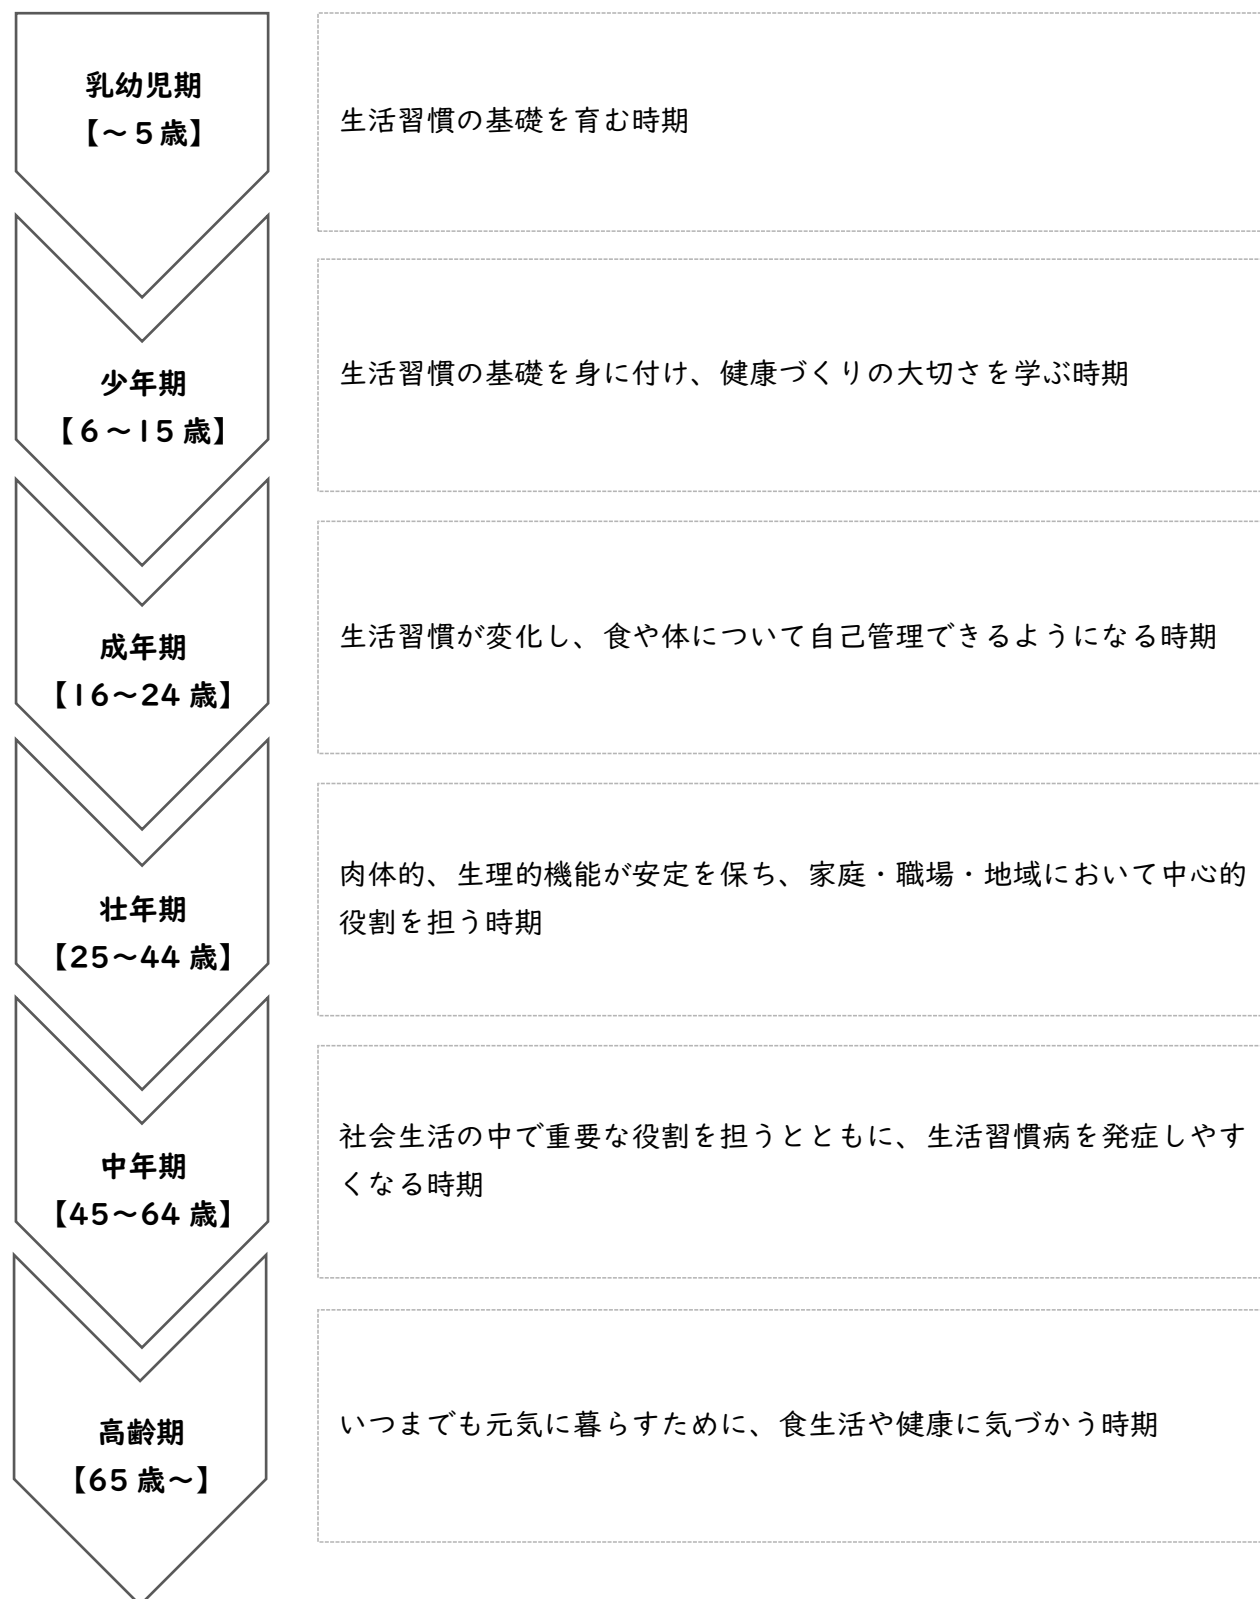 乳幼児期
【～５歳】
生活習慣の基礎を育む時期
少年期
【６～15 歳】
生活習慣の基礎を身に付け、健康づくりの大切さを学ぶ時期
成年期
【16～24 歳】
生活習慣が変化し、食や体について自己管理できるようになる時期
壮年期
【25～44 歳】
肉体的、生理的機能が安定を保ち、家庭・職場・地域において中心的
役割を担う時期
中年期
【45～64 歳】
社会生活の中で重要な役割を担うとともに、生活習慣病を発症しやす
くなる時期
高齢期
【65 歳～】
いつまでも元気に暮らすために、食生活や健康に気づかう時期